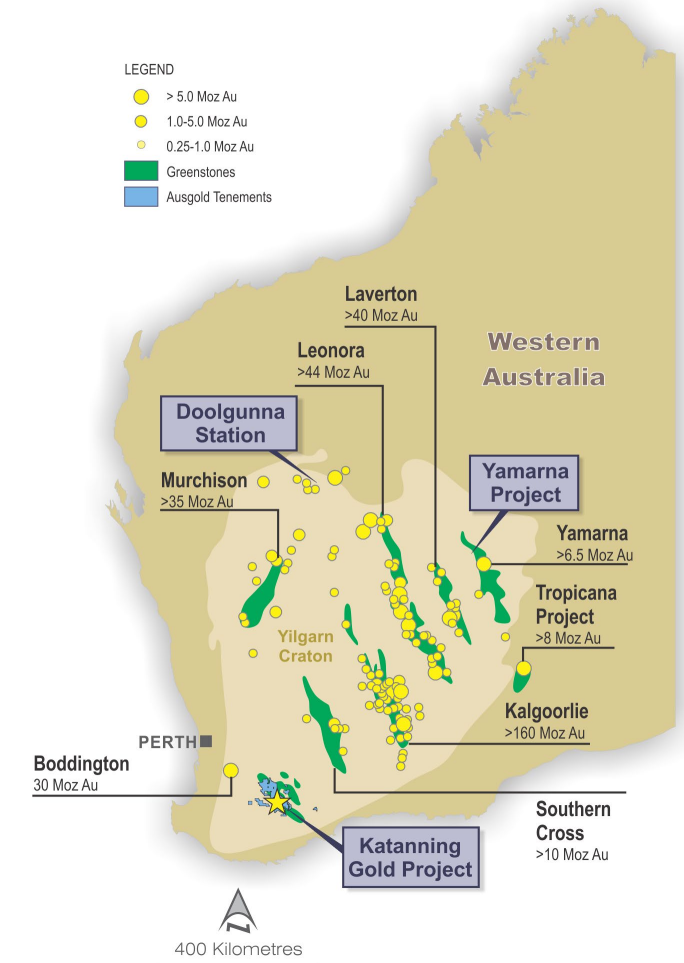 LEGEND
> 5.0 Moz Au
1.0-5.0 Moz Au
0.25-1.0 Moz Au
Greenstones
Ausgold Tenements
Laverton
>40 Moz Au
Western
Australia
Leonora
>44 Moz Au
Doolgunna
Station
Murchison
>35 Moz Au
Yamarna
Project
Yamarna
>6.5 Moz Au
Tropicana
Project
>8 Moz Au
Yilgarn
Craton
Kalgoorlie
>160 Moz Au
PERTH
Boddington
30 Moz Au
Southern
Cross
>10 Moz Au
Katanning
Gold Project
N
400 Kilometres